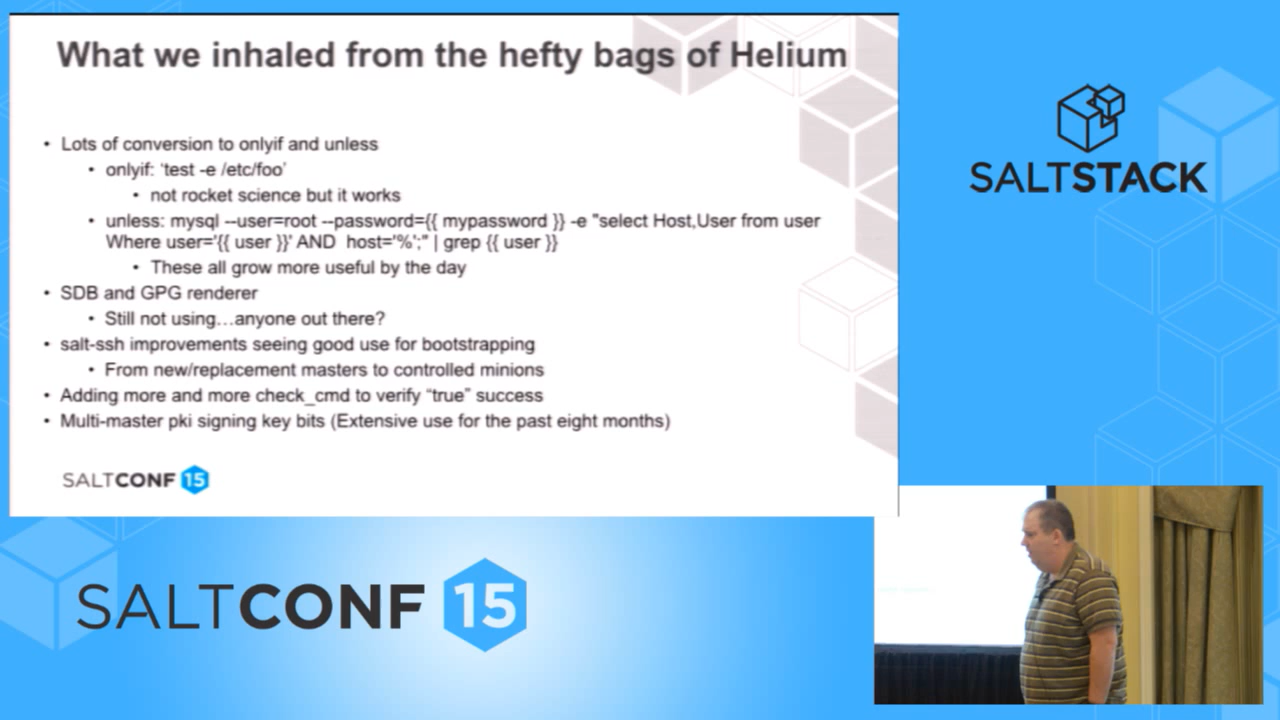 What we inhaled from the hefty bags of Helium
• Lots of conversion to onlyif and unless
• onlyif: ‘test -e /etc/foo’
• not rocket science but it works
• unless: mysql --user=root --password={{ mypassword }} -e "select Host,User from user
Where user='{{ user }}' AND host='%';" | grep {{ user }}
• These all grow more useful by the day
• SDB and GPG renderer
• Still not using…anyone out there?
• salt-ssh improvements seeing good use for bootstrapping
• From new/replacement masters to controlled minions
• Adding more and more check_cmd to verify “true” success
• Multi-master pki signing key bits (Extensive use for the past eight months)
SALTCONF 15
SALTSTACK
SALTCONF 15